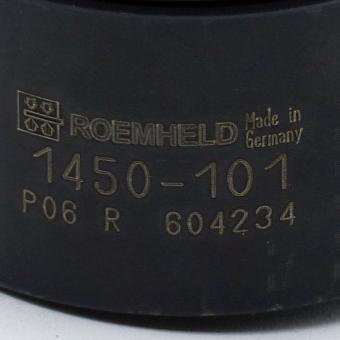 ROEMHELD Made in Germany
1450-101
P06 R 604234